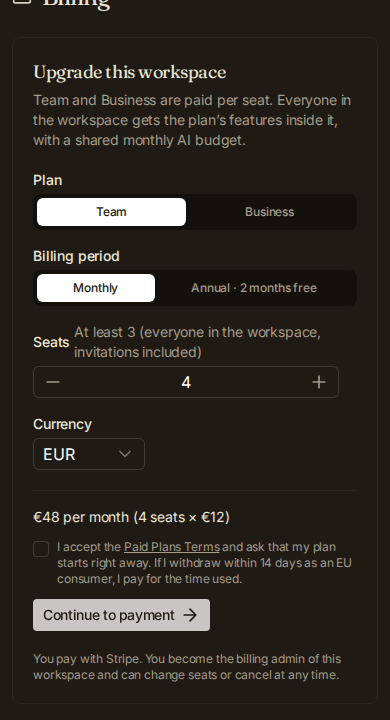 Billing
Upgrade this workspace
Team and Business are paid per seat. Everyone in
the workspace gets the plan's features inside it,
with a shared monthly AI budget.
Plan
Team Business
Billing period
Monthly Annual · 2 months free
Seats At least 3 (everyone in the workspace,
invitations included)
4
Currency
EUR
€48 per month (4 seats × €12)
I accept the Paid Plans Terms and ask that my plan
starts right away. If I withdraw within 14 days as an EU
consumer, I pay for the time used.
Continue to payment
You pay with Stripe. You become the billing admin of this
workspace and can change seats or cancel at any time.